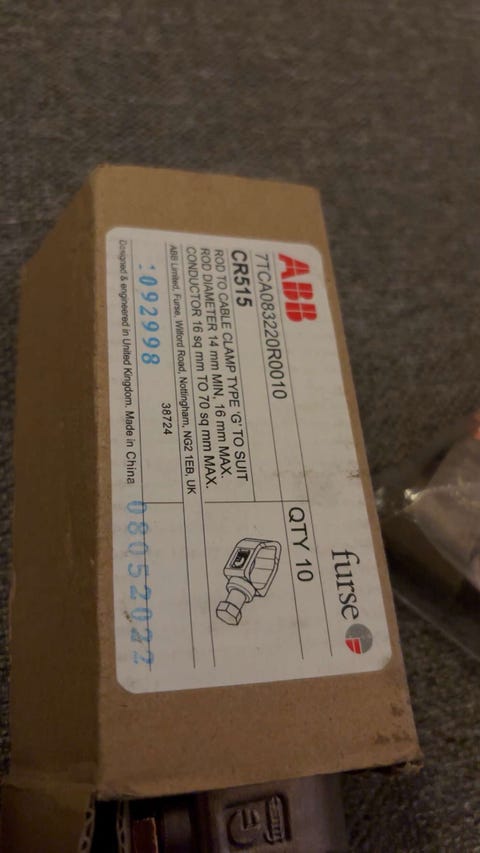 ABB
furse
7TCA083220R0010
QTY 10
CR515
ROD TO CABLE CLAMP TYPE 'G' TO SUIT
ROD DIAMETER 14 mm MIN, 16 mm MAX.
CONDUCTOR 16 sq mm TO 70 sq mm MAX.
ABB Limited, Furse, Wilford Road, Nottingham, NG2 1EB, UK
38724
: 092998
08052022
Designed & engineered in United Kingdom. Made in China